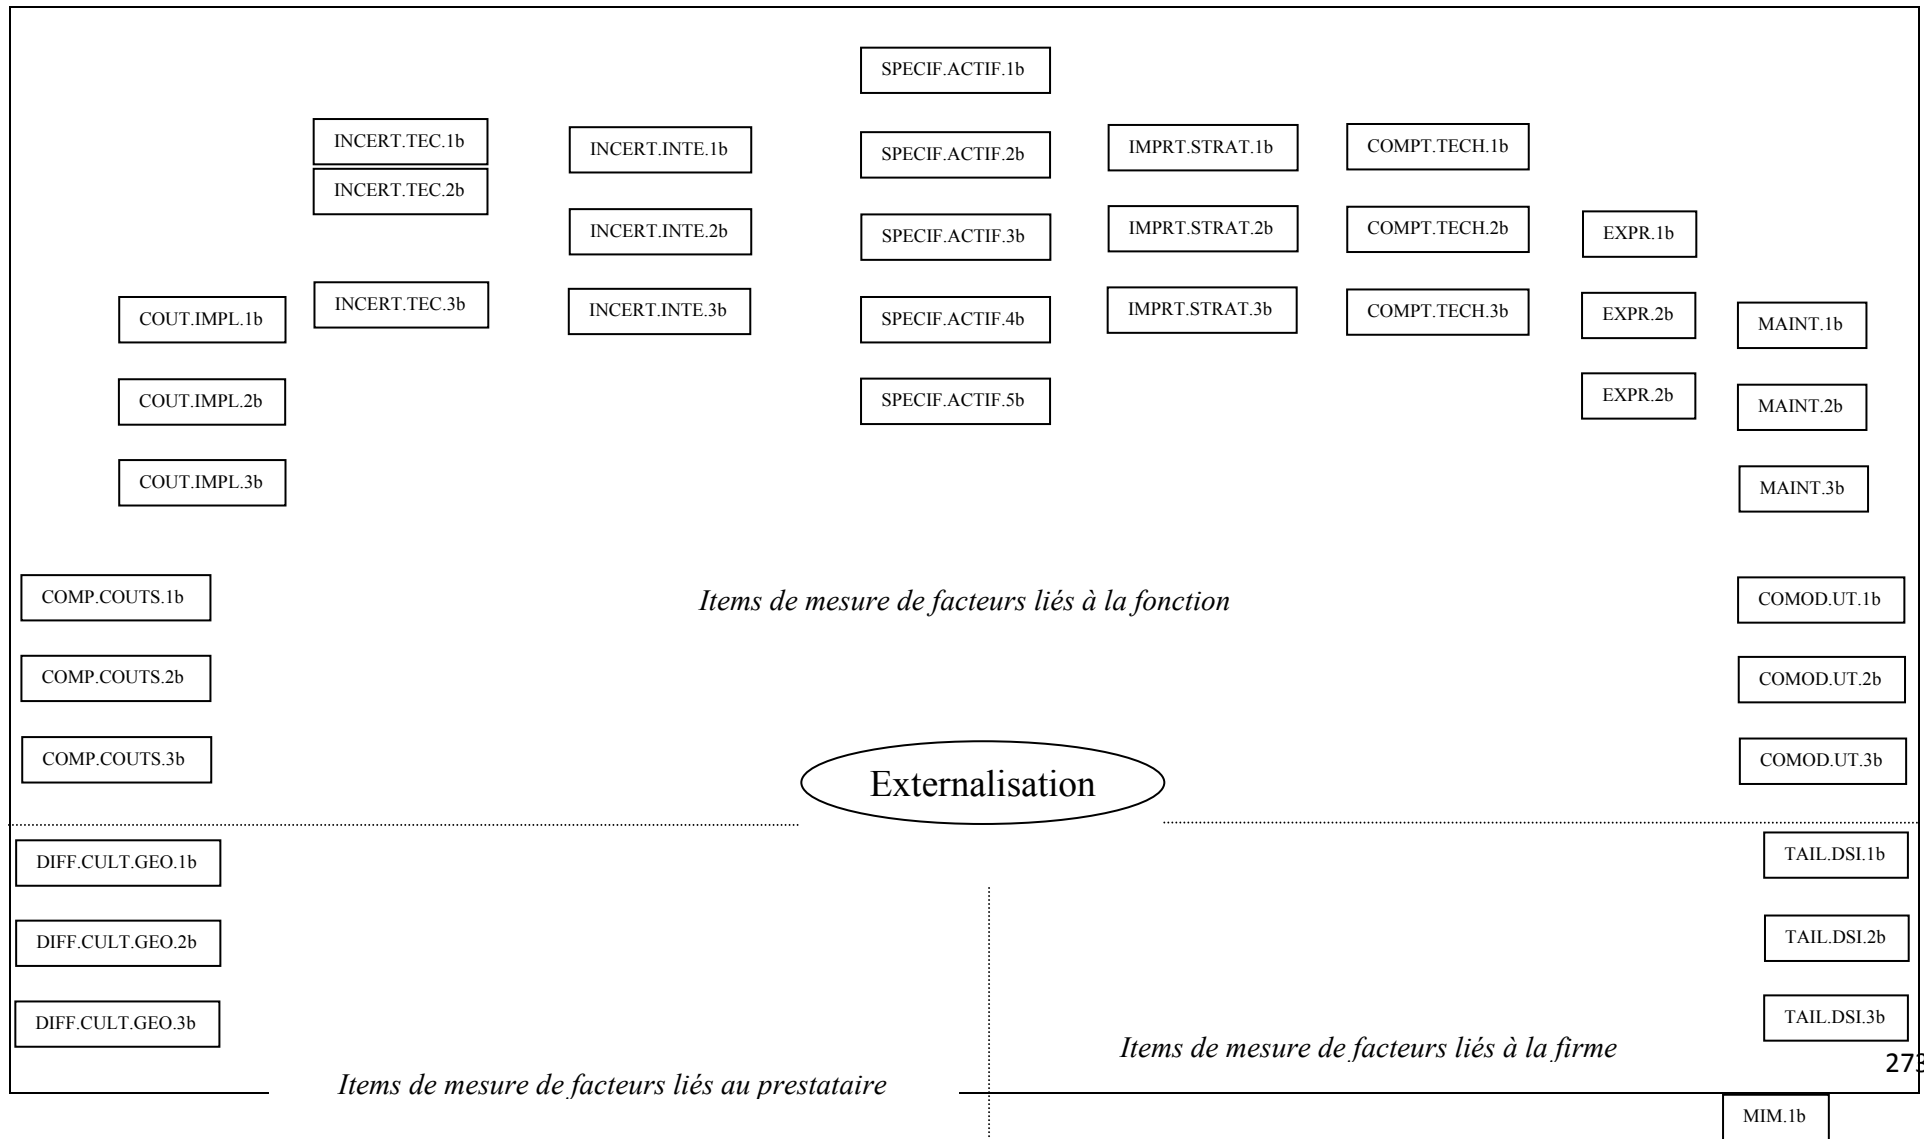 SPECIF.ACTIF.1b
INCERT.TEC.1b
INCERT.INTE.1b
SPECIF.ACTIF.2b
IMPRT.STRAT.1b
COMPT.TECH.1b
INCERT.TEC.2b
INCERT.INTE.2b
SPECIF.ACTIF.3b
IMPRT.STRAT.2b
COMPT.TECH.2b
EXPR.1b
INCERT.TEC.3b
INCERT.INTE.3b
SPECIF.ACTIF.4b
IMPRT.STRAT.3b
COMPT.TECH.3b
EXPR.2b
COUT.IMPL.1b
MAINT.1b
COUT.IMPL.2b
SPECIF.ACTIF.5b
EXPR.2b
MAINT.2b
COUT.IMPL.3b
MAINT.3b
COMP.COUTS.1b
Items de mesure de facteurs liés à la fonction
COMOD.UT.1b
COMP.COUTS.2b
COMOD.UT.2b
COMP.COUTS.3b
COMOD.UT.3b
Externalisation
DIFF.CULT.GEO.1b
TAIL.DSI.1b
DIFF.CULT.GEO.2b
TAIL.DSI.2b
DIFF.CULT.GEO.3b
TAIL.DSI.3b
Items de mesure de facteurs liés à la firme
273
Items de mesure de facteurs liés au prestataire
MIM.1b